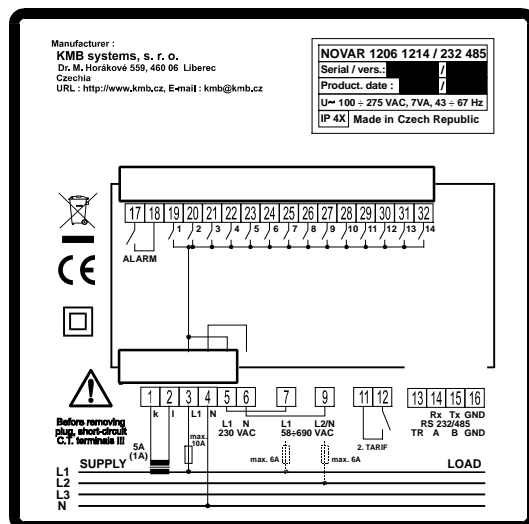 Manufacturer :
KMB systems, s. r. o.
Dr. M. Horákové 559, 460 06 Liberec
Czechia
URL : http://www.kmb.cz, E-mail : kmb@kmb.cz
NOVAR 1206 1214 / 232 485
Serial / vers.: /
Product. date : /
U~ 100 ÷ 275 VAC, 7VA, 43 ÷ 67 Hz
IP 4X Made in Czech Republic
17 18 19 20 21 22 23 24 25 26 27 28 29 30 31 32
1 2 3 4 5 6 7 8 9 10 11 12 13 14
ALARM
CE
1 2 3 4 5 6 7 9 11 12 13 14 15 16
k l L1 N
L1 N
230 VAC
L1 L2/N
58÷690 VAC
2. TARIF
Rx Tx GND
RS 232/485
TR A B GND
Before removing
plug, short-circuit
C.T. terminals !!!
5A
(1A)
max.
10A
max. 6A
max. 6A
SUPPLY
LOAD
L1
L2
L3
N